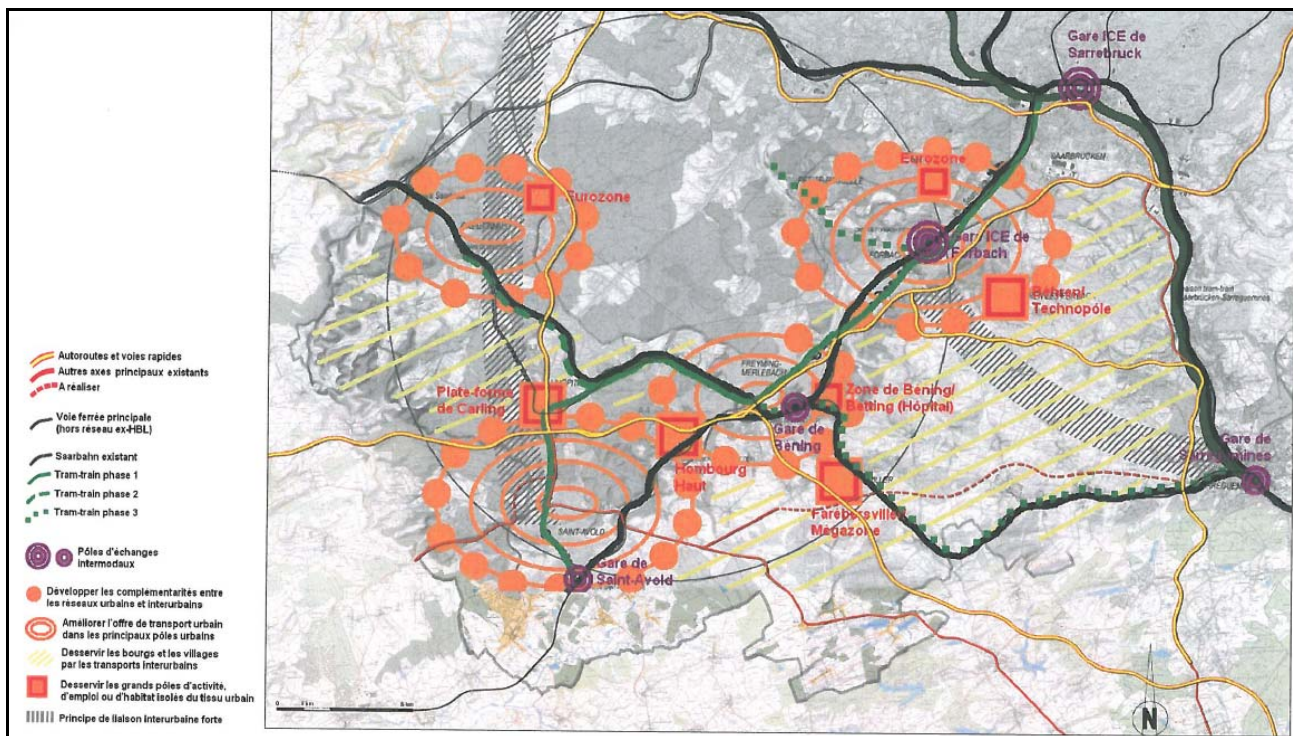 Gare ICE de
Sarrebruck
Eurozone
Eurozone
Gare ICE de
Forbach
FORBACH
Technopôle
Autoroutes et voies rapides
Autres axes principaux existants
A réaliser
Voie ferrée principale
(hors réseau ex-HBL)
Saarbahn existant
Tram-train phase 1
Tram-train phase 2
Tram-train phase 3
Pôles d'échanges
intermodaux
Développer les complémentarités entre
les réseaux urbains et interurbains
Améliorer l'offre de transport urbain
dans les principaux pôles urbains
Desservir les bourgs et les villages
par les transports interurbains
Desservir les grands pôles d'activité,
d'emploi ou d'habitat isolés du tissu urbain
Principe de liaison interurbaine forte
Plate-forme
de Carling
FREYMING-
MERLEBACH
Zone de Béning/
Betting (Hôpital)
Gare de
Béning
Hombourg
Haut
Farébersviller
Mégazone
Gare de
Sarreguemines
SAINT-AVOLD
Gare de
Saint-Avold
N